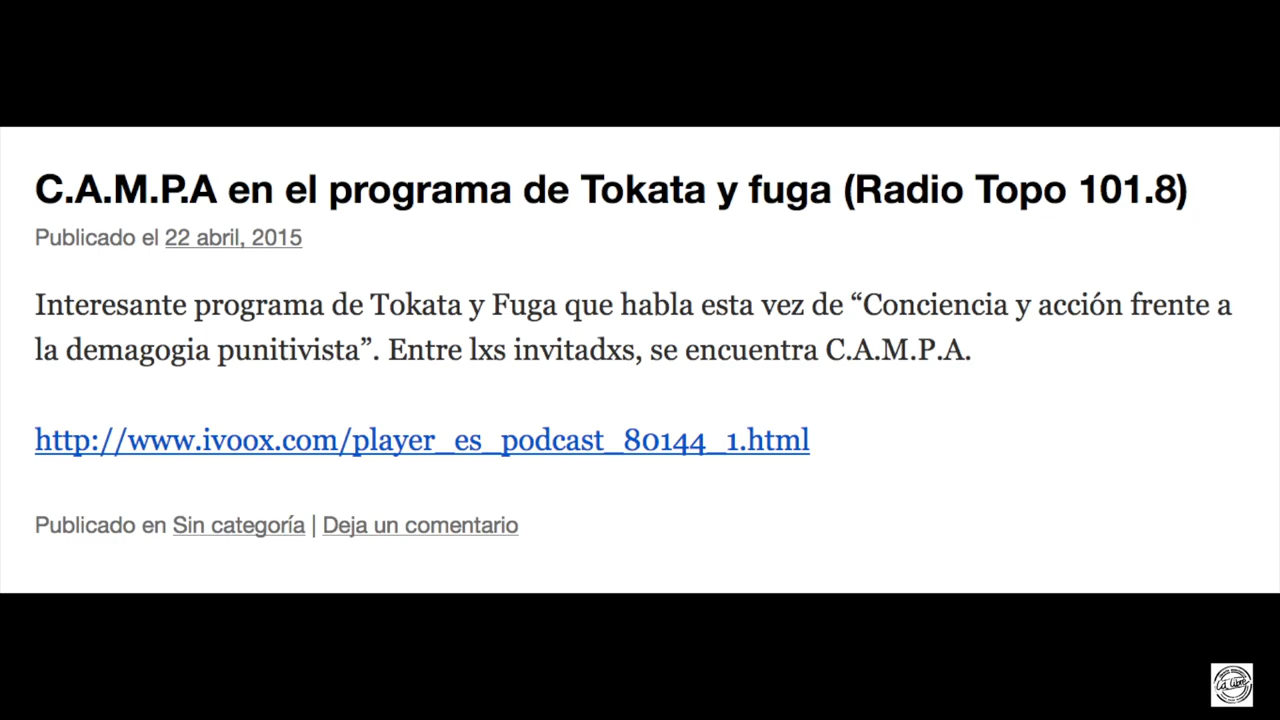 C.A.M.P.A en el programa de Tokata y fuga (Radio Topo 101.8)
Publicado el 22 abril, 2015
Interesante programa de Tokata y Fuga que habla esta vez de “Conciencia y acción frente a
la demagogia punitivista”. Entre lxs invitadxs, se encuentra C.A.M.P.A.
http://www.ivoox.com/player_es_podcast_80144_1.html
Publicado en Sin categoría | Deja un comentario